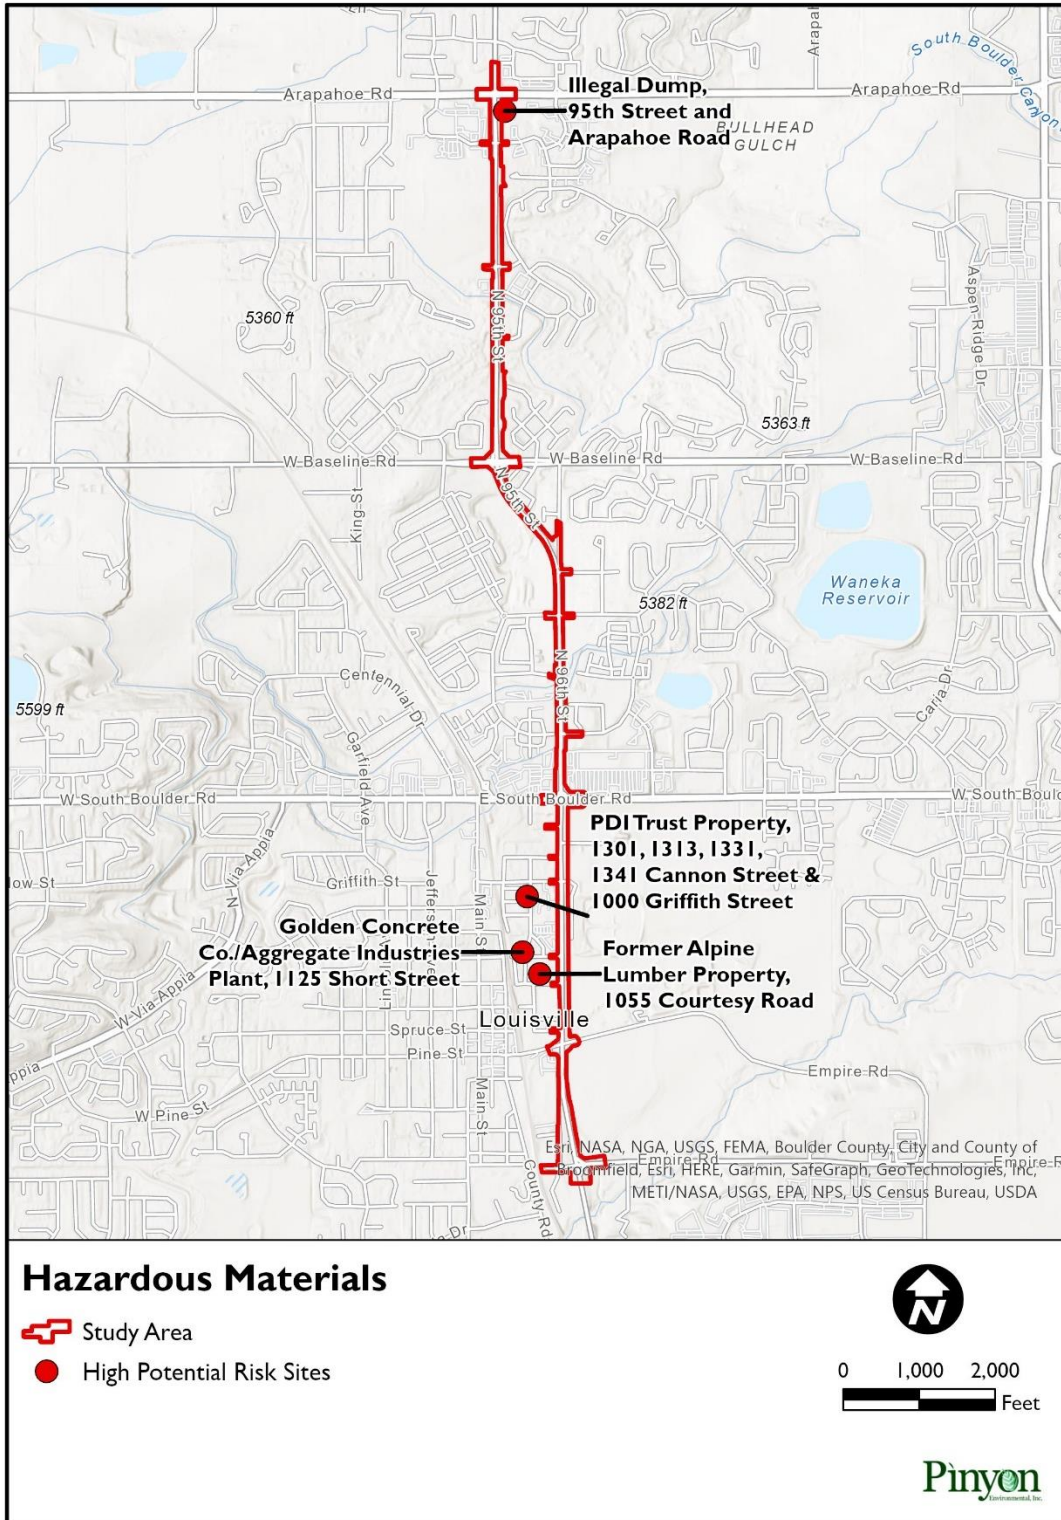 South Boulder
Canyon
Arapahoe Rd
Illegal Dump,
95th Street and
Arapahoe Road
Arapahoe Rd
BULLHEAD
GULCH
N 95th St
Aspen Ridge Dr
5360 ft
5363 ft
W Baseline Rd
W Baseline Rd
W Baseline Rd
King St
N 95th St
Waneka
Reservoir
5382 ft
N 96th St
Centennial Dr
Caria Dr
5599 ft
Garfield Ave
W South Boulder Rd
E South Boulder Rd
PDI Trust Property,
1301, 1313, 1331,
1341 Cannon Street &
1000 Griffith Street
N Via Appia
Griffith St
Main St
Golden Concrete
Co./Aggregate Industries
Plant, 1125 Short Street
Former Alpine
Lumber Property,
1055 Courtesy Road
W Via Appia
Spruce St
Louisville
Pine St
Empire Rd
W Pine St
Main St
County Rd
Empire Rd
Esri, NASA, NGA, USGS, FEMA, Boulder County, City and County of
Broomfield, Esri, HERE, Garmin, SafeGraph, GeoTechnologies, Inc,
METI/NASA, USGS, EPA, NPS, US Census Bureau, USDA
Hazardous Materials
Study Area
High Potential Risk Sites
N
0 1,000 2,000
Feet
Pinyon
Environmental, Inc.